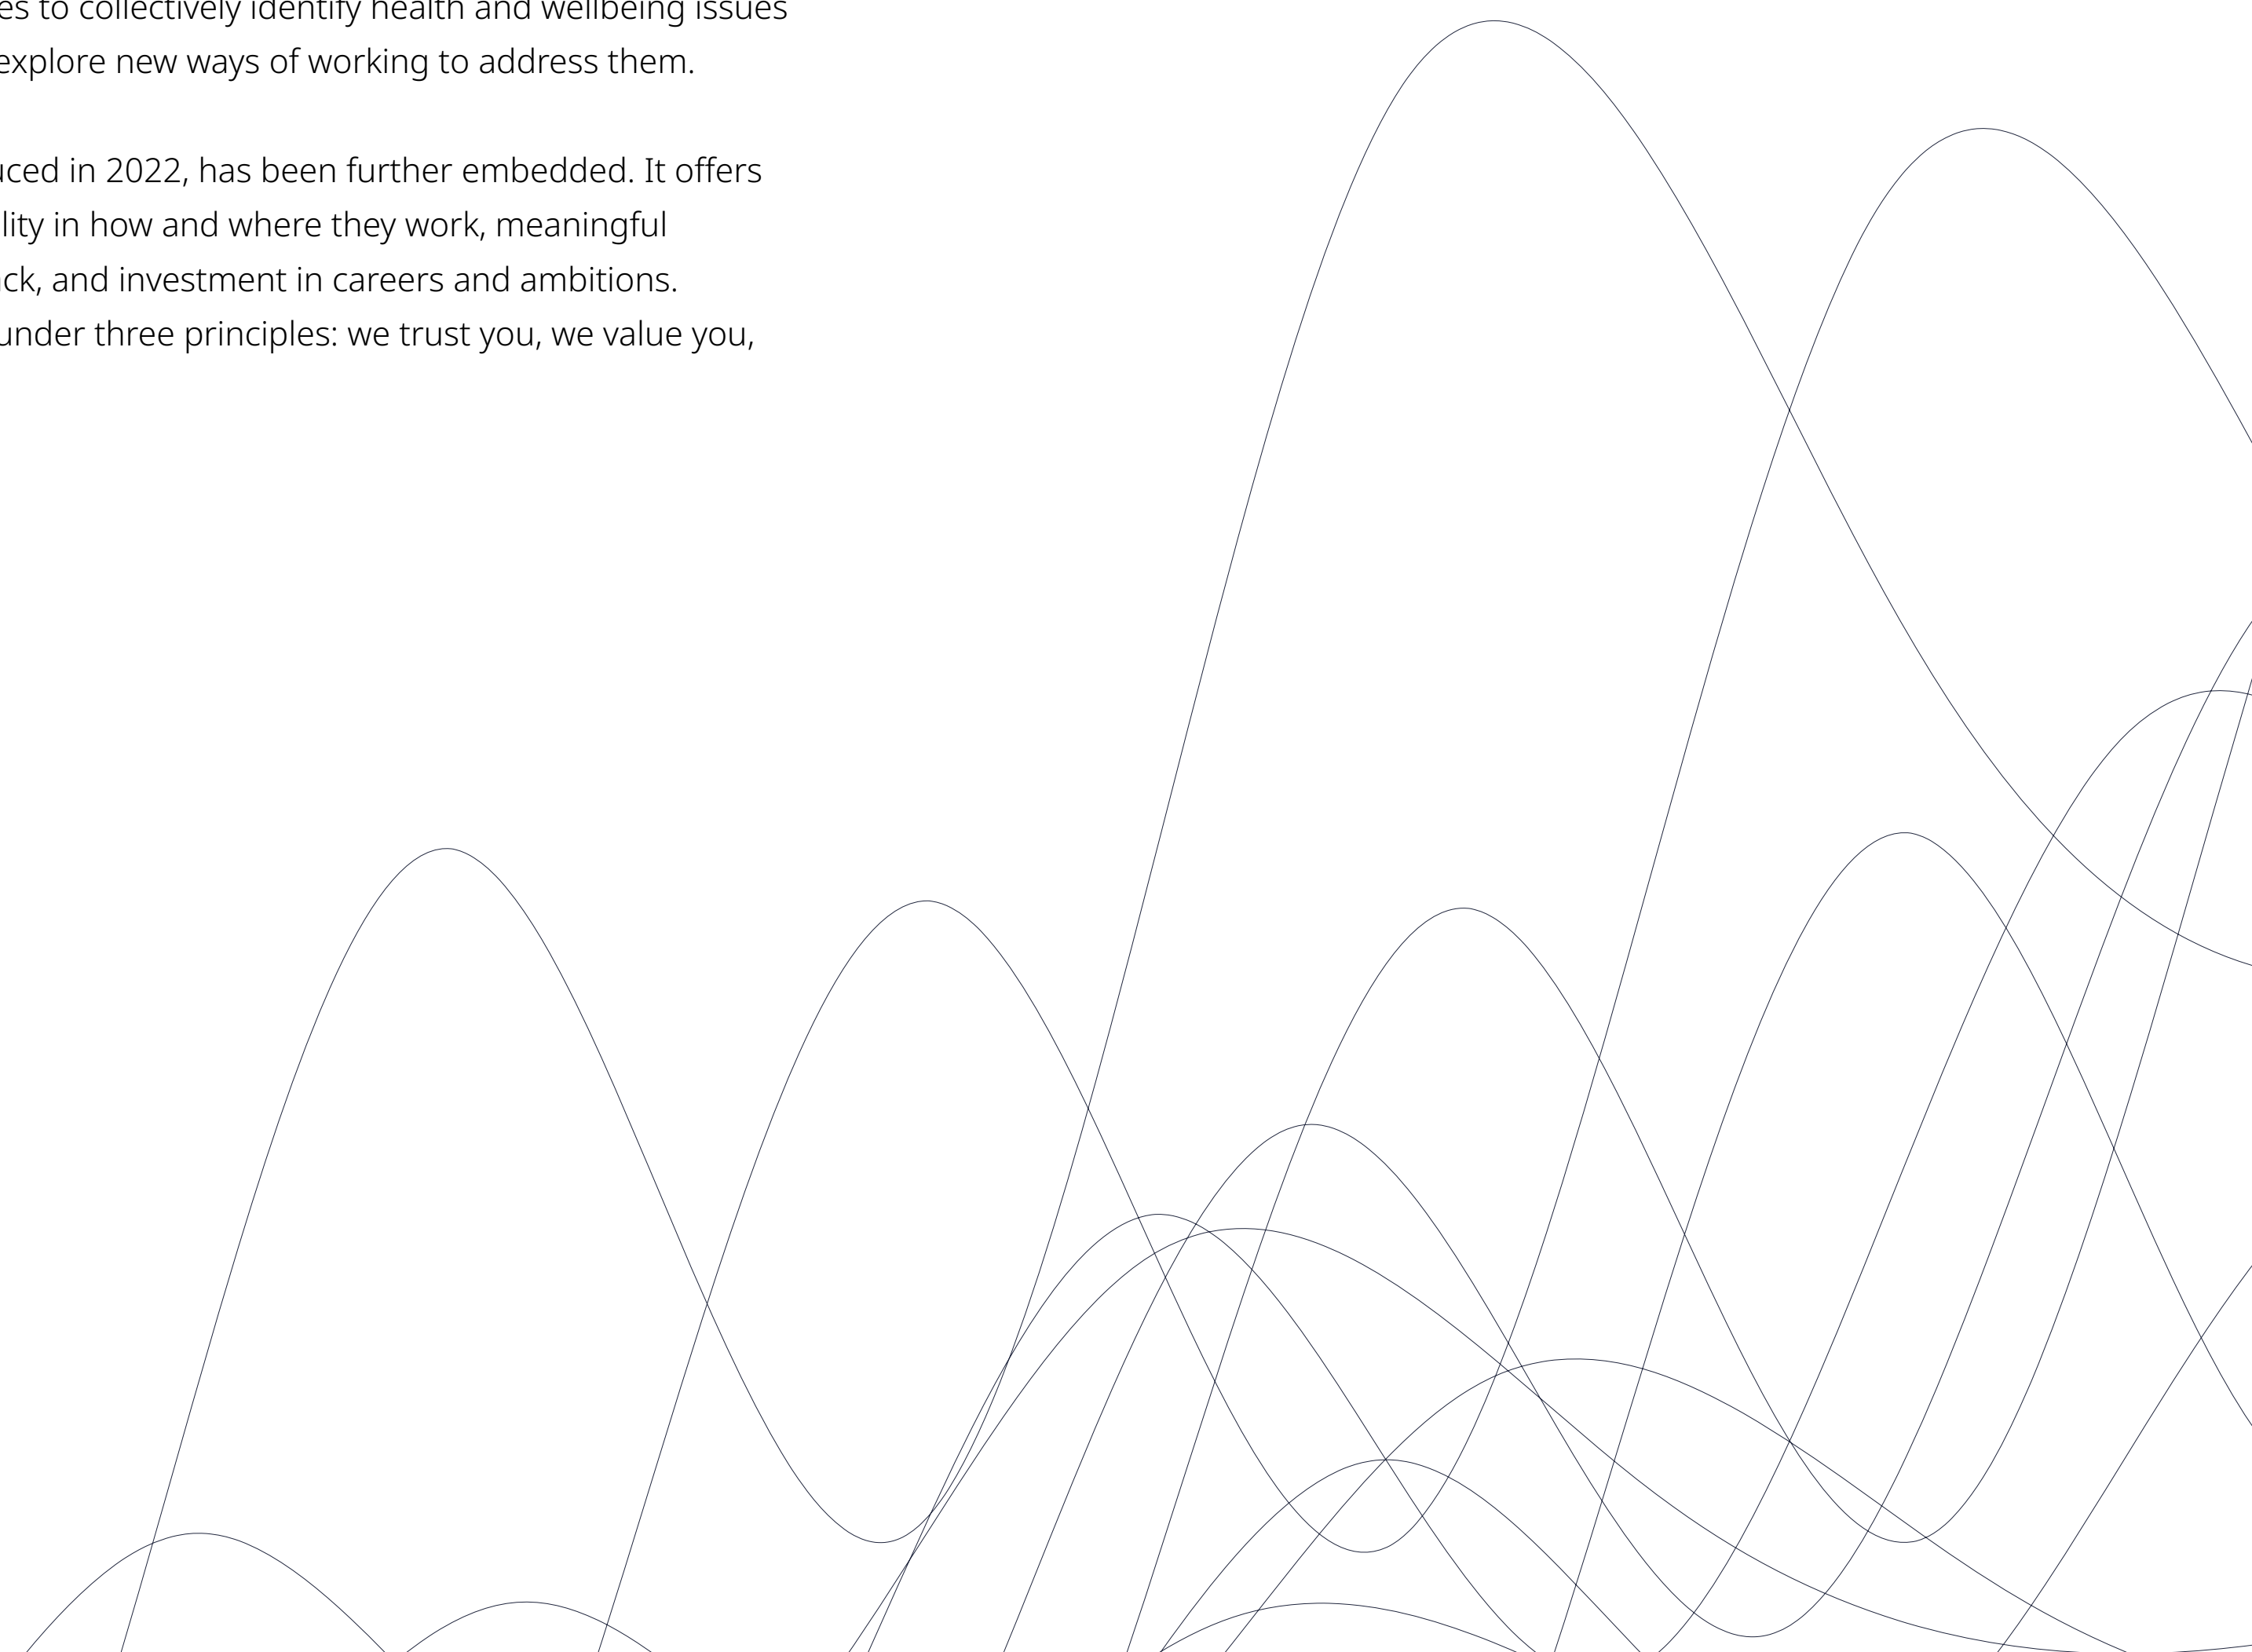 es to collectively identify health and wellbeing issues
explore new ways of working to address them.
uced in 2022, has been further embedded. It offers
lity in how and where they work, meaningful
ck, and investment in careers and ambitions.
under three principles: we trust you, we value you,